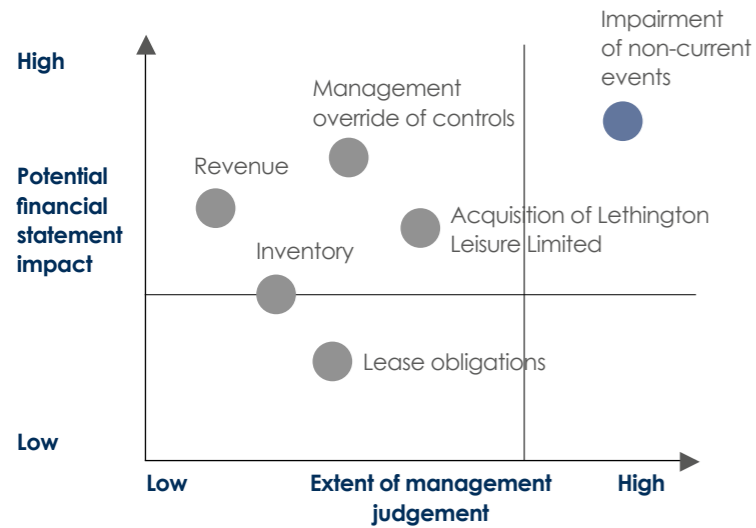 High
Impairment
of non-current
events
Management
override of controls
Revenue
Potential
financial
statement
impact
Acquisition of Lethington
Leisure Limited
Inventory
Lease obligations
Low
Low
Extent of management
judgement
High